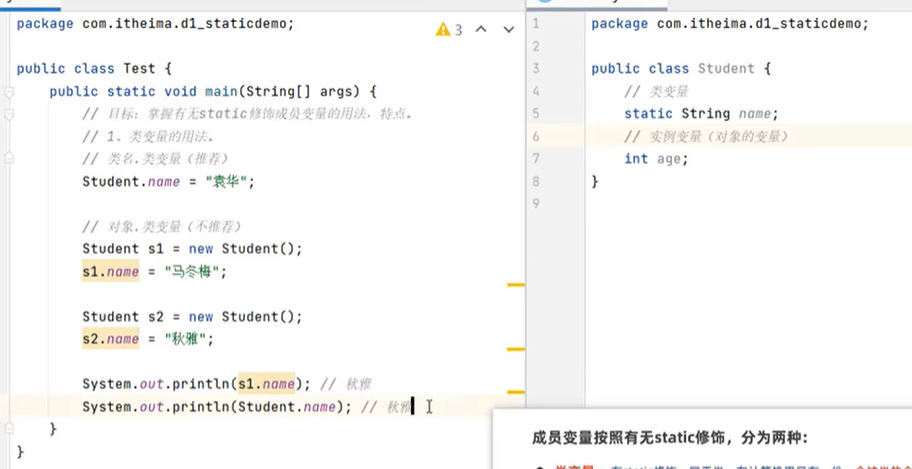 package com.itheima.d1_staticdemo;
public class Test {
public static void main(String[] args) {
// 目标：掌握有无static修饰成员变量的用法，特点。
// 1、类变量的用法。
// 类名.类变量（推荐）
Student.name = "袁华";
// 对象.类变量（不推荐）
Student s1 = new Student();
s1.name = "马冬梅";
Student s2 = new Student();
s2.name = "秋雅";
System.out.println(s1.name); // 秋雅
System.out.println(Student.name); // 秋雅
}
}
3
1 package com.itheima.d1_staticdemo;
2
3 public class Student {
4 // 类变量
5 static String name;
6 // 实例变量（对象的变量）
7 int age;
8 }
9
成员变量按照有无static修饰，分为两种：